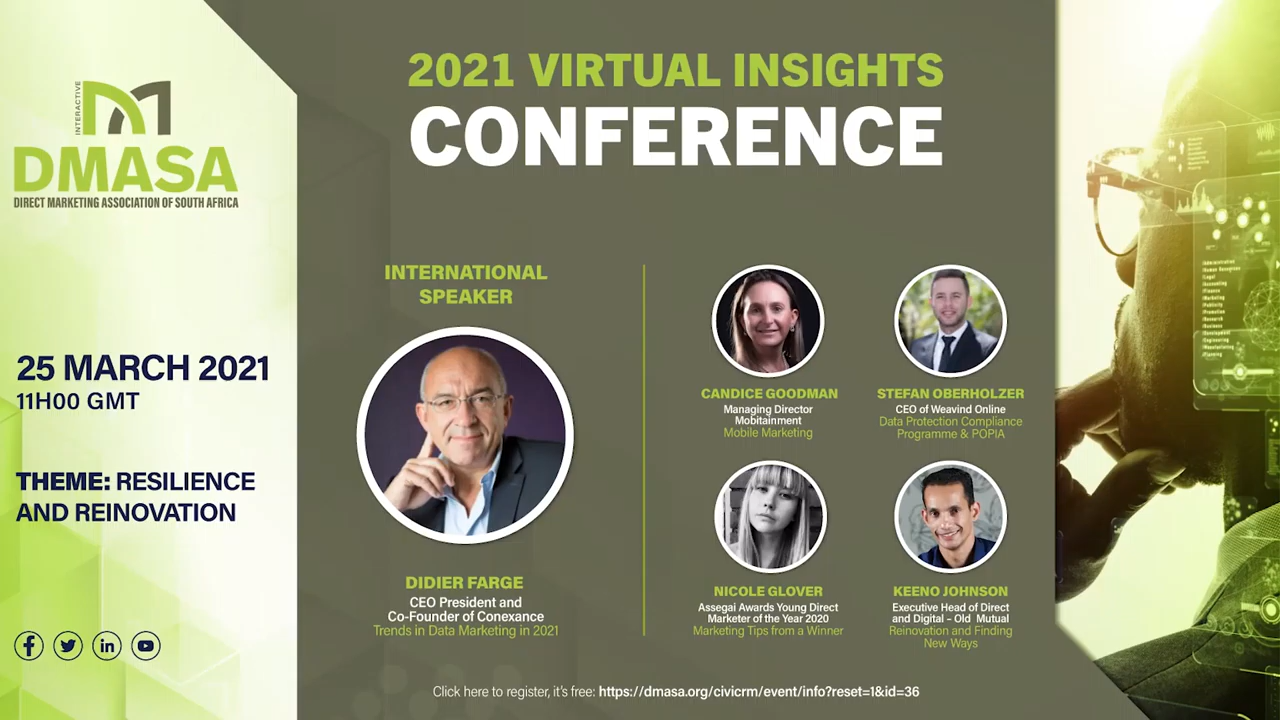 INTERACTIVE
DMASA
DIRECT MARKETING ASSOCIATION OF SOUTH AFRICA
25 MARCH 2021
11H00 GMT
THEME: RESILIENCE
AND REINOVATION
2021 VIRTUAL INSIGHTS
CONFERENCE
INTERNATIONAL
SPEAKER
DIDIER FARGE
CEO President and
Co-Founder of Conexance
Trends in Data Marketing in 2021
CANDICE GOODMAN
Managing Director
Mobitainment
Mobile Marketing
STEFAN OBERHOLZER
CEO of Weavind Online
Data Protection Compliance
Programme & POPIA
NICOLE GLOVER
Assegai Awards Young Direct
Marketer of the Year 2020
Marketing Tips from a Winner
KEENO JOHNSON
Executive Head of Direct
and Digital – Old Mutual
Reinovation and Finding
New Ways
Click here to register, it's free: https://dmasa.org/civicrm/event/info?reset=1&id=36